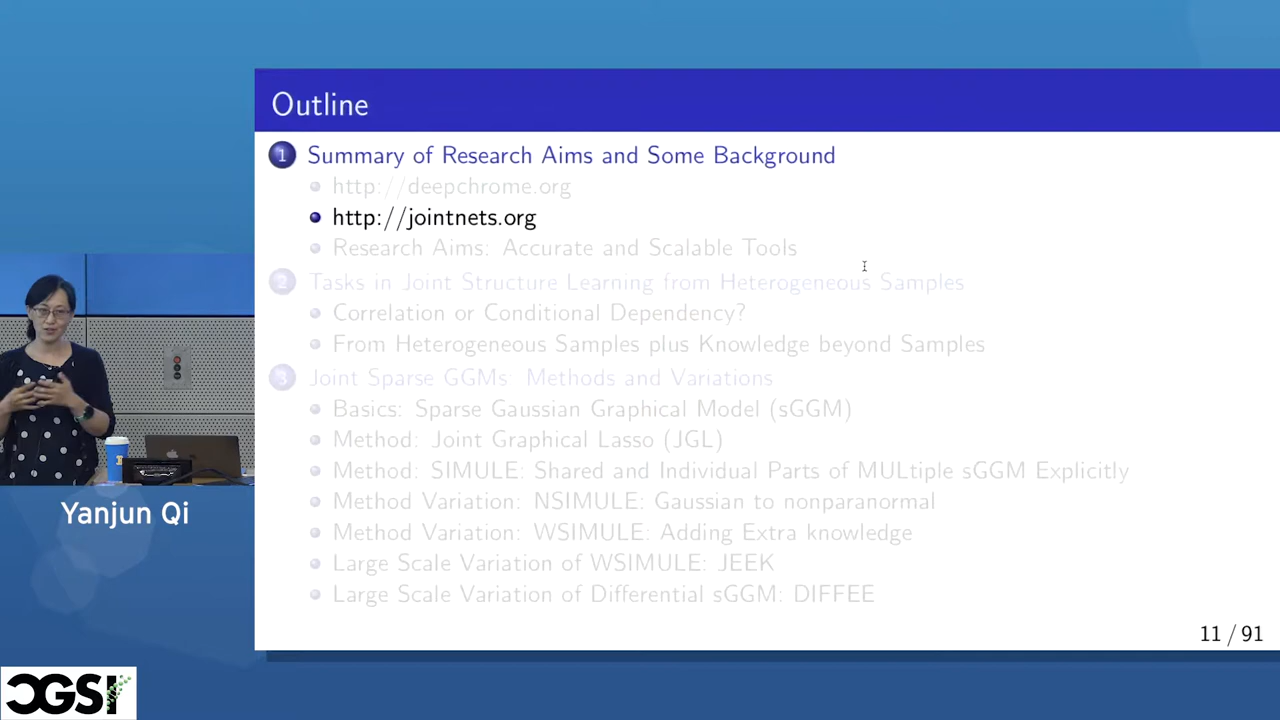 Outline
1 Summary of Research Aims and Some Background
http://deepchrome.org
http://jointnets.org
Research Aims: Accurate and Scalable Tools
2 Tasks in Joint Structure Learning from Heterogeneous Samples
Correlation or Conditional Dependency?
From Heterogeneous Samples plus Knowledge beyond Samples
3 Joint Sparse GGMs: Methods and Variations
Basics: Sparse Gaussian Graphical Model (sGGM)
Method: Joint Graphical Lasso (JGL)
Method: SIMULE: Shared and Individual Parts of MULtiple sGGM Explicitly
Method Variation: NSIMULE: Gaussian to nonparanormal
Method Variation: WSIMULE: Adding Extra knowledge
Large Scale Variation of WSIMULE: JEEK
Large Scale Variation of Differential sGGM: DIFFEE
11 / 91
Yanjun Qi
CGSI